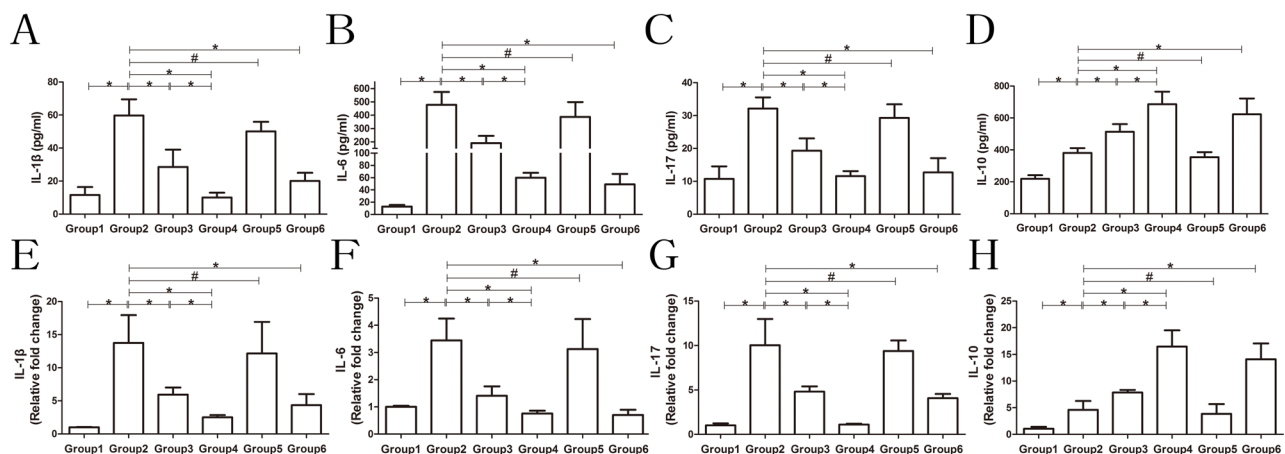 A
IL-1β (pg/ml)
80
60
40
20
0
* # * * * *
Group1 Group2 Group3 Group4 Group5 Group6
B
IL-6 (pg/ml)
600
500
400
300
200
100
100
80
60
40
20
0
* # * * * *
Group1 Group2 Group3 Group4 Group5 Group6
C
IL-17 (pg/ml)
40
30
20
10
0
* # * * * *
Group1 Group2 Group3 Group4 Group5 Group6
D
IL-10 (pg/ml)
800
600
400
200
0
* # * * * *
Group1 Group2 Group3 Group4 Group5 Group6
E
IL-1β
(Relative fold change)
20
15
10
5
0
* # * * * *
Group1 Group2 Group3 Group4 Group5 Group6
F
IL-6
(Relative fold change)
5
4
3
2
1
0
* # * * * *
Group1 Group2 Group3 Group4 Group5 Group6
G
IL-17
(Relative fold change)
15
10
5
0
* # * * * *
Group1 Group2 Group3 Group4 Group5 Group6
H
IL-10
(Relative fold change)
25
20
15
10
5
0
* # * * * *
Group1 Group2 Group3 Group4 Group5 Group6